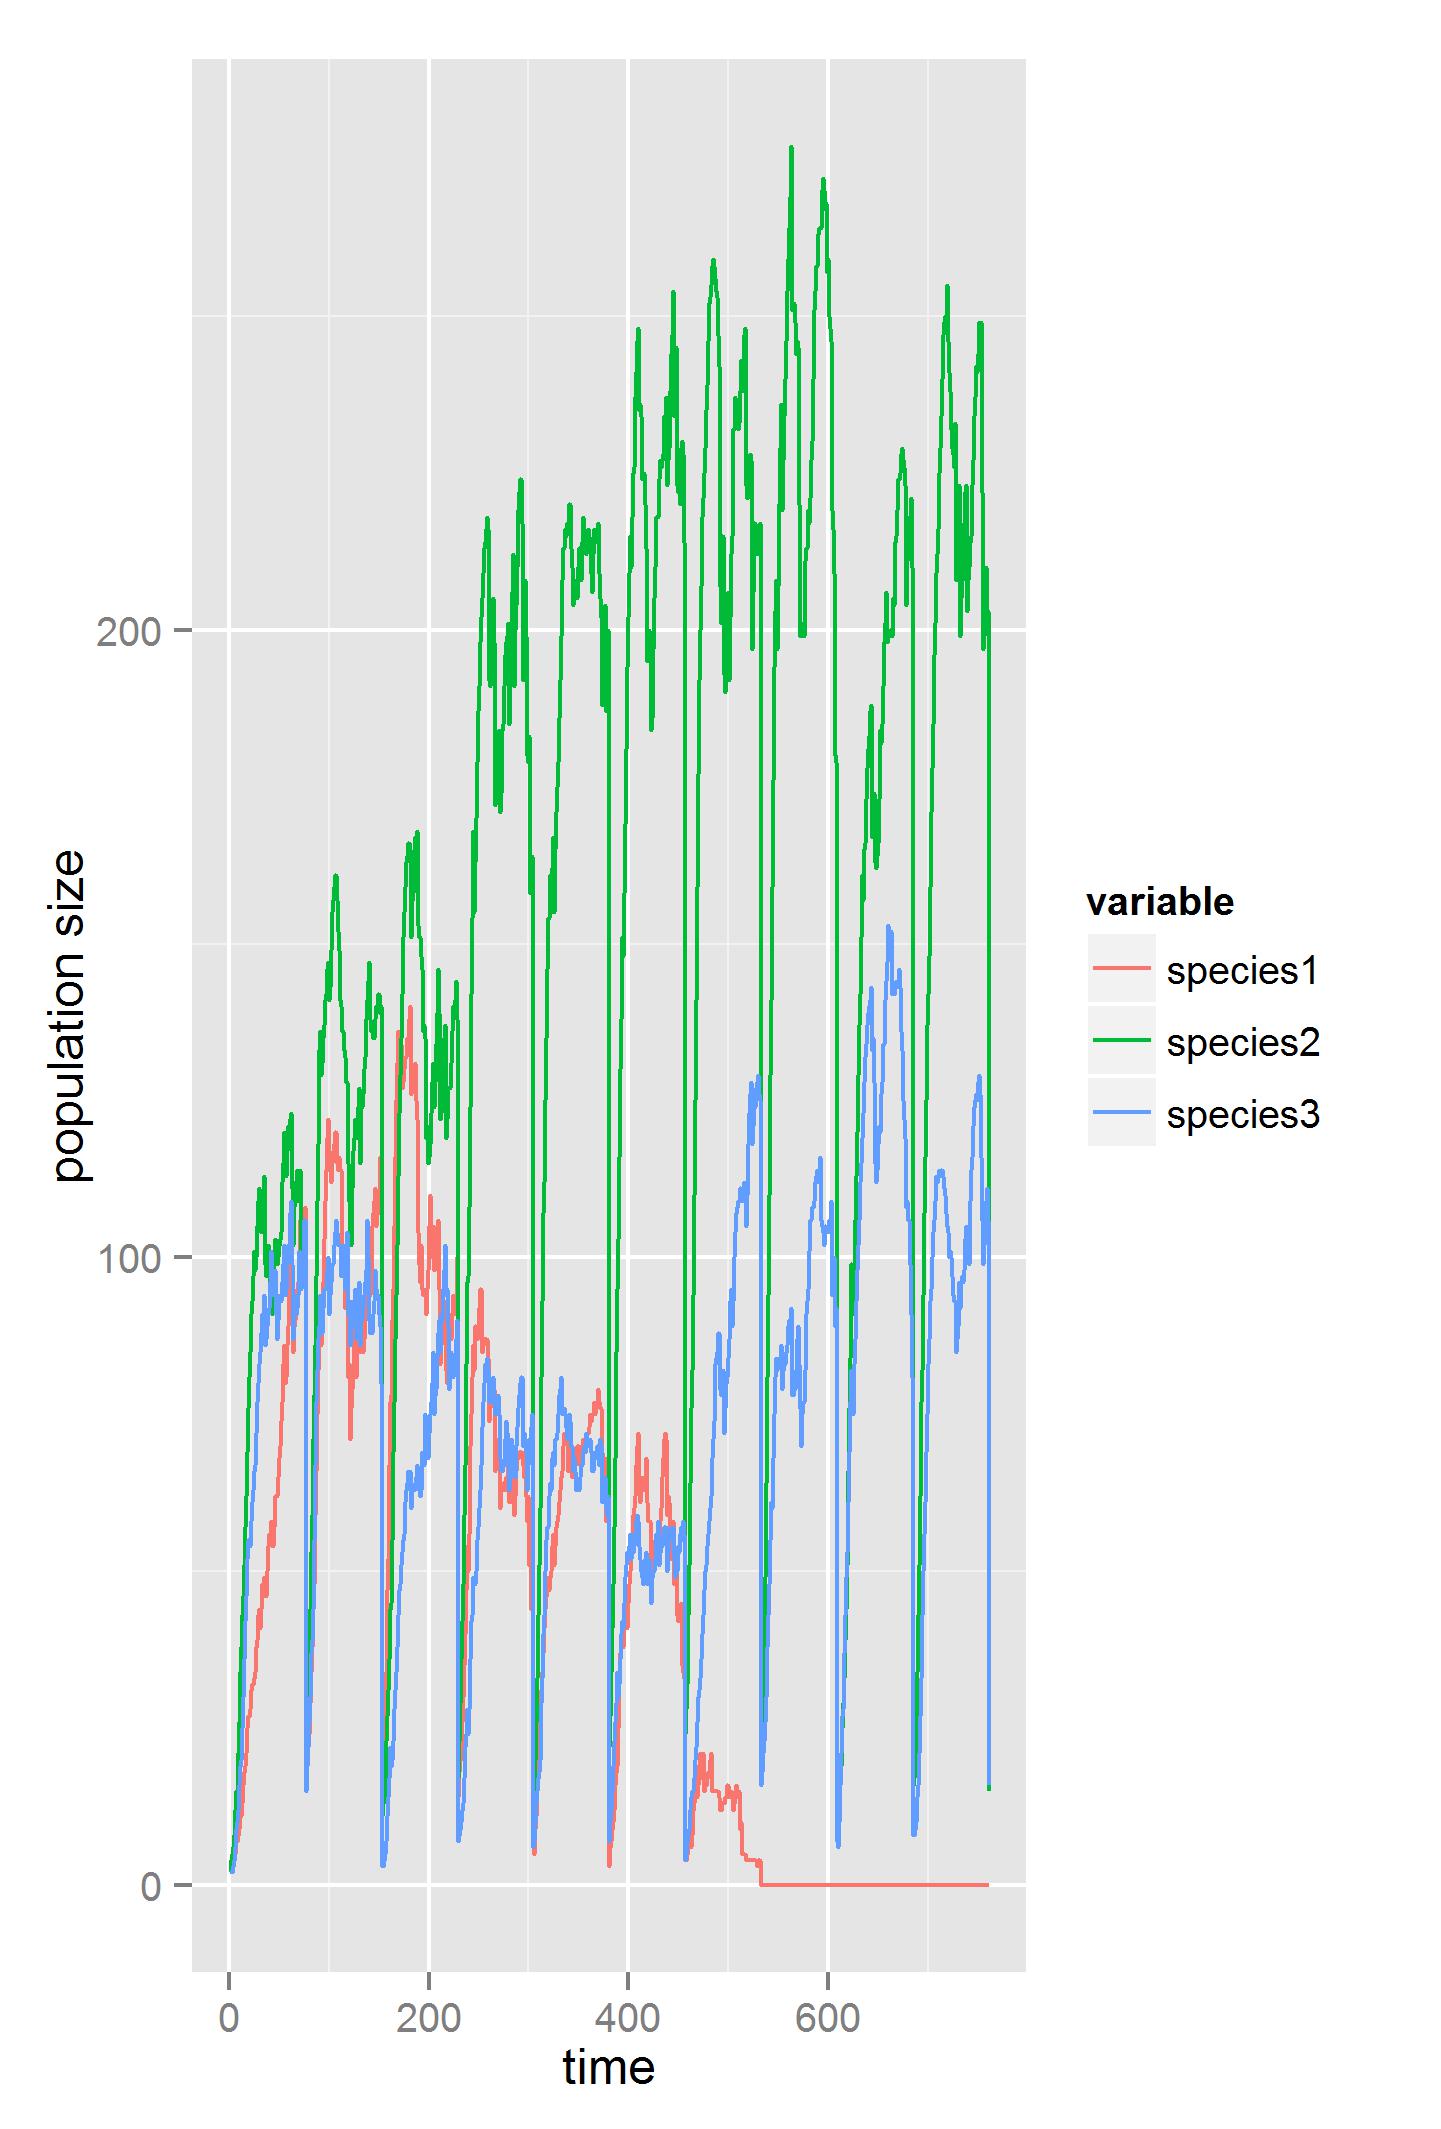 population size
200
100
0
0 200 400 600
time
variable
species1
species2
species3